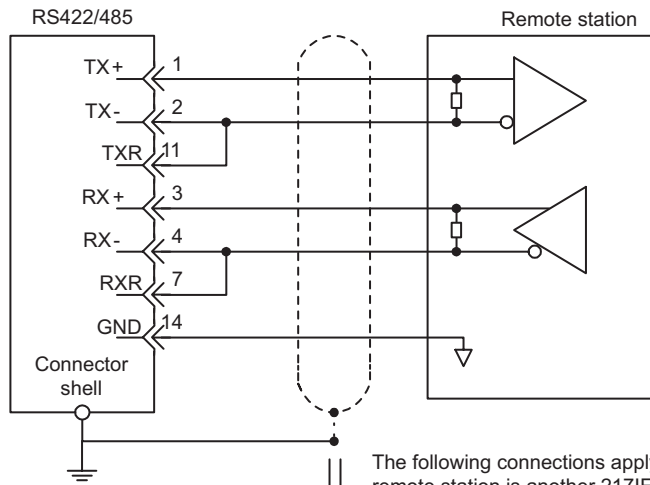 RS422/485
Remote station
TX+ 1
TX- 2
TXR 11
RX+ 3
RX- 4
RXR 7
GND 14
Connector
shell
The following connections appl
remote station is another 217IF